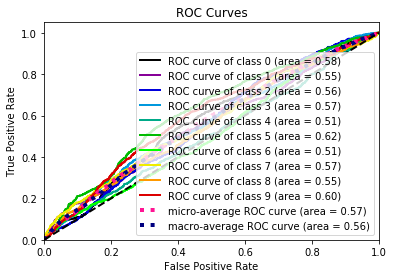 ROC Curves
True Positive Rate
1.0
0.8
0.6
0.4
0.2
0.0
ROC curve of class 0 (area = 0.58)
ROC curve of class 1 (area = 0.55)
ROC curve of class 2 (area = 0.56)
ROC curve of class 3 (area = 0.57)
ROC curve of class 4 (area = 0.51)
ROC curve of class 5 (area = 0.62)
ROC curve of class 6 (area = 0.51)
ROC curve of class 7 (area = 0.57)
ROC curve of class 8 (area = 0.55)
ROC curve of class 9 (area = 0.60)
micro-average ROC curve (area = 0.57)
macro-average ROC curve (area = 0.56)
0.0 0.2 0.4 0.6 0.8 1.0
False Positive Rate